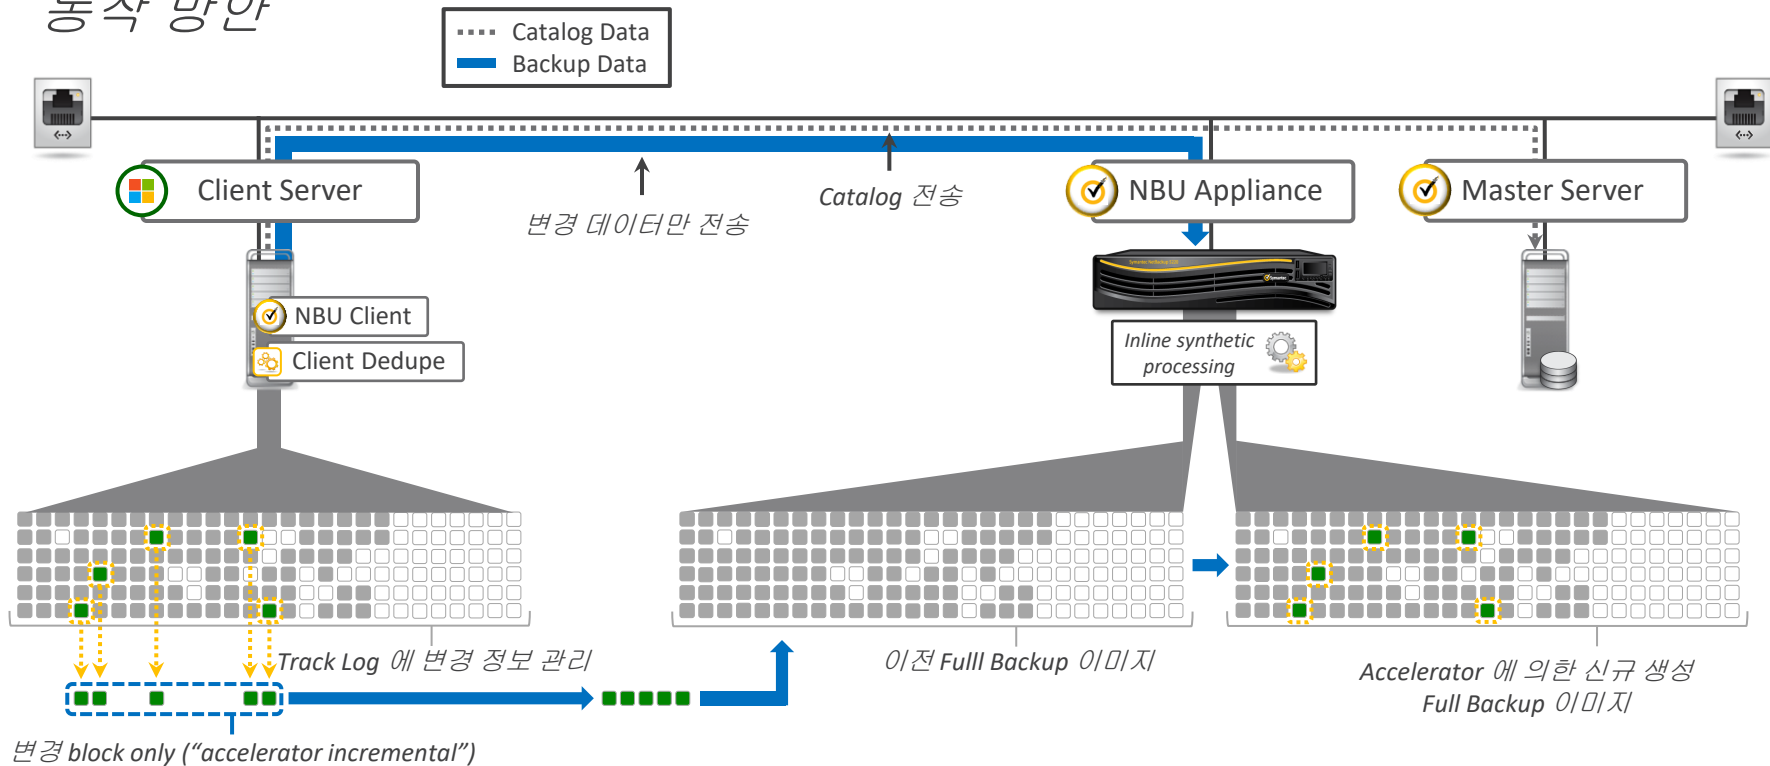 동작 방안
Catalog Data
Backup Data
Client Server
변경 데이터만 전송
Catalog 전송
NBU Appliance
Master Server
NBU Client
Client Dedupe
Inline synthetic
processing
Track Log 에 변경 정보 관리
이전 Fulll Backup 이미지
Accelerator 에 의한 신규 생성
Full Backup 이미지
변경 block only (“accelerator incremental”)